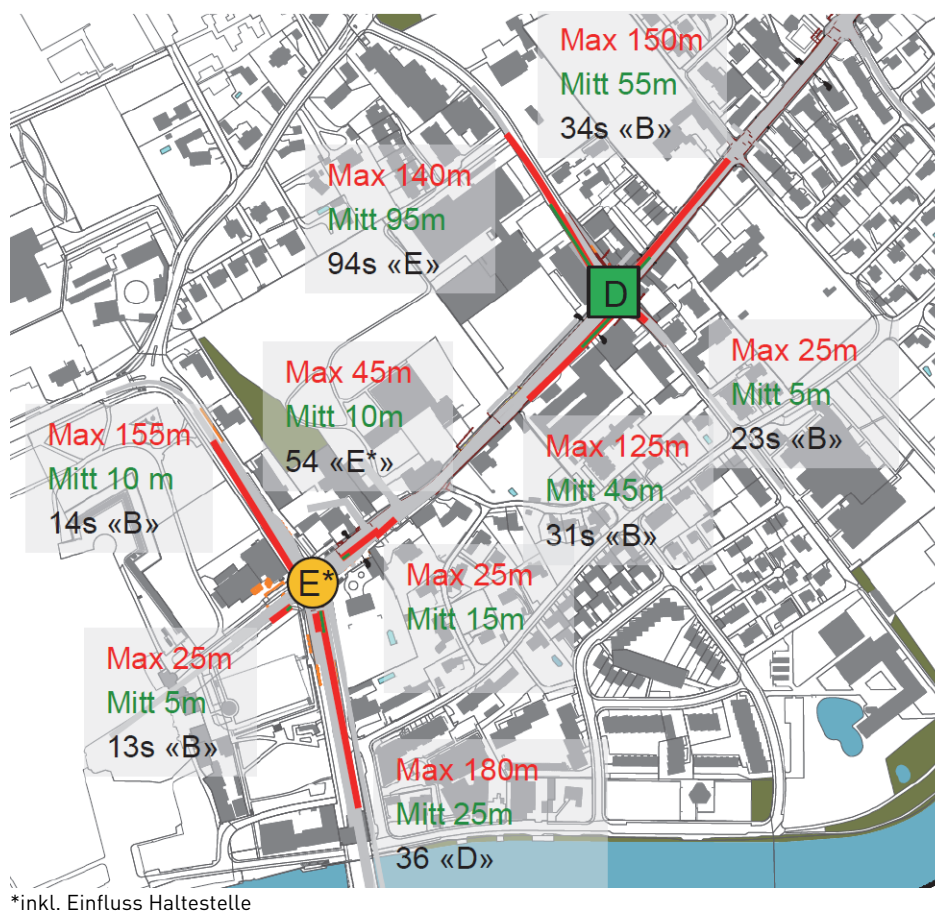 Max 150m
Mitt 55m
34s «B»
Max 140m
Mitt 95m
94s «E»
D
Max 25m
Mitt 5m
23s «B»
Max 45m
Mitt 10m
54 «E*»
Max 155m
Mitt 10 m
14s «B»
Max 125m
Mitt 45m
31s «B»
E*
Max 25m
Mitt 15m
Max 25m
Mitt 5m
13s «B»
Max 180m
Mitt 25m
36 «D»
*inkl. Einfluss Haltestelle